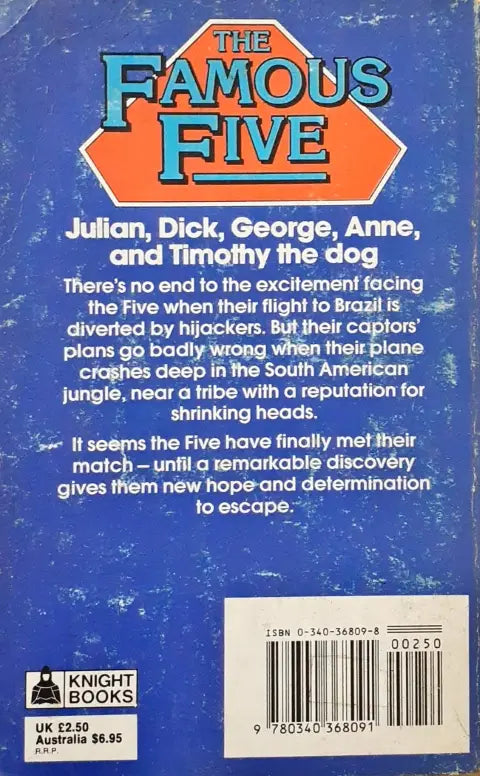 THE
FAMOUS
FIVE
Julian, Dick, George, Anne,
and Timothy the dog
There's no end to the excitement facing
the Five when their flight to Brazil is
diverted by hijackers. But their captors'
plans go badly wrong when their plane
crashes deep in the South American
jungle, near a tribe with a reputation for
shrinking heads.
It seems the Five have finally met their
match – until a remarkable discovery
gives them new hope and determination
to escape.
ISBN 0-340-36809-8
00250
9 780340 368091
KNIGHT
BOOKS
UK £2.50
Australia $6.95
R.R.P.